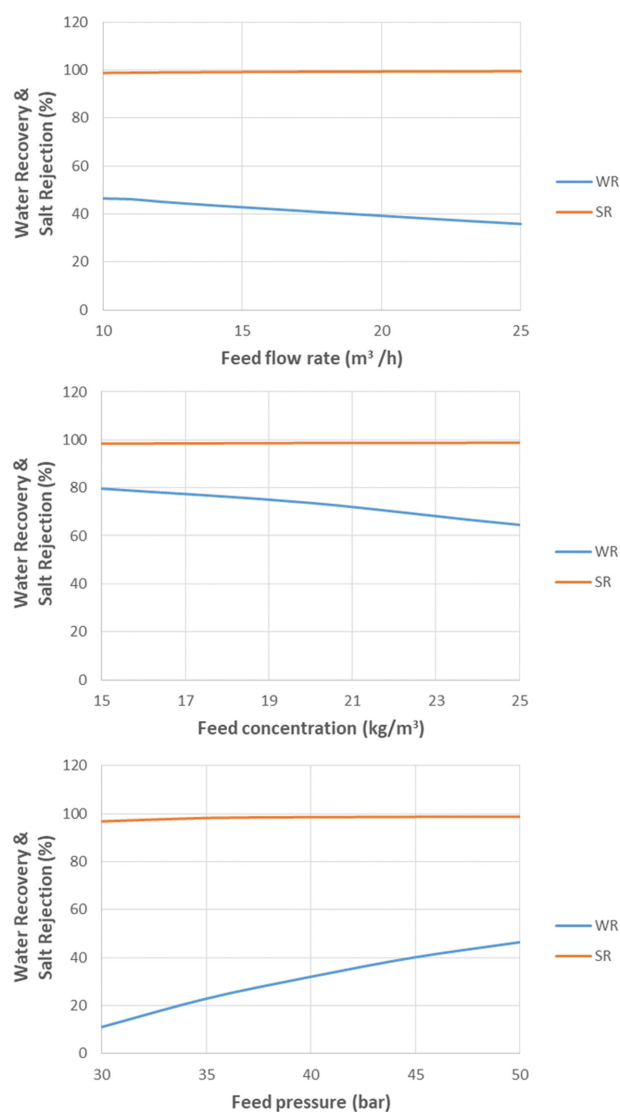 Water Recovery &
Salt Rejection (%)
120
100
80
60
40
20
0
10 15 20 25
Feed flow rate (m³ /h)
WR
SR
Water Recovery &
Salt Rejection (%)
120
100
80
60
40
20
0
15 17 19 21 23 25
Feed concentration (kg/m³)
WR
SR
Water Recovery &
Salt Rejection (%)
120
100
80
60
40
20
0
30 35 40 45 50
Feed pressure (bar)
WR
SR